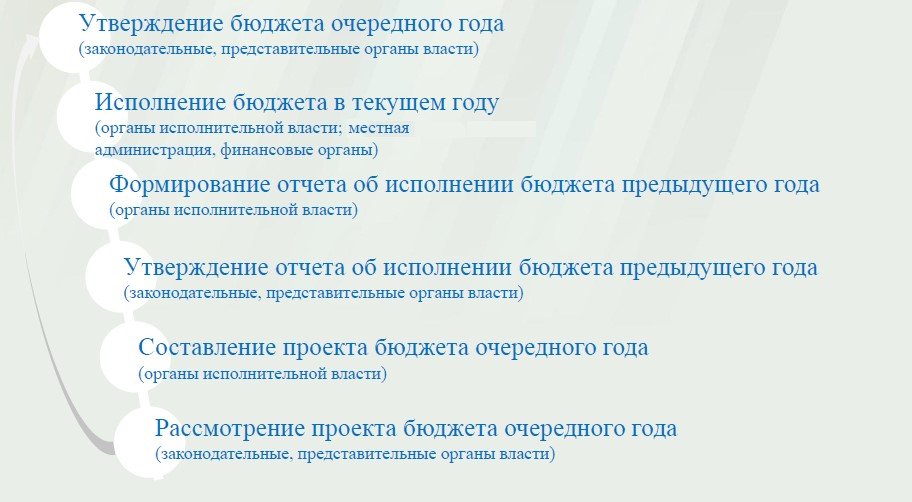 Утверждение бюджета очередного года
(законодательные, представительные органы власти)
Исполнение бюджета в текущем году
(органы исполнительной власти; местная
администрация, финансовые органы)
Формирование отчета об исполнении бюджета предыдущего года
(органы исполнительной власти)
Утверждение отчета об исполнении бюджета предыдущего года
(законодательные, представительные органы власти)
Составление проекта бюджета очередного года
(органы исполнительной власти)
Рассмотрение проекта бюджета очередного года
(законодательные, представительные органы власти)